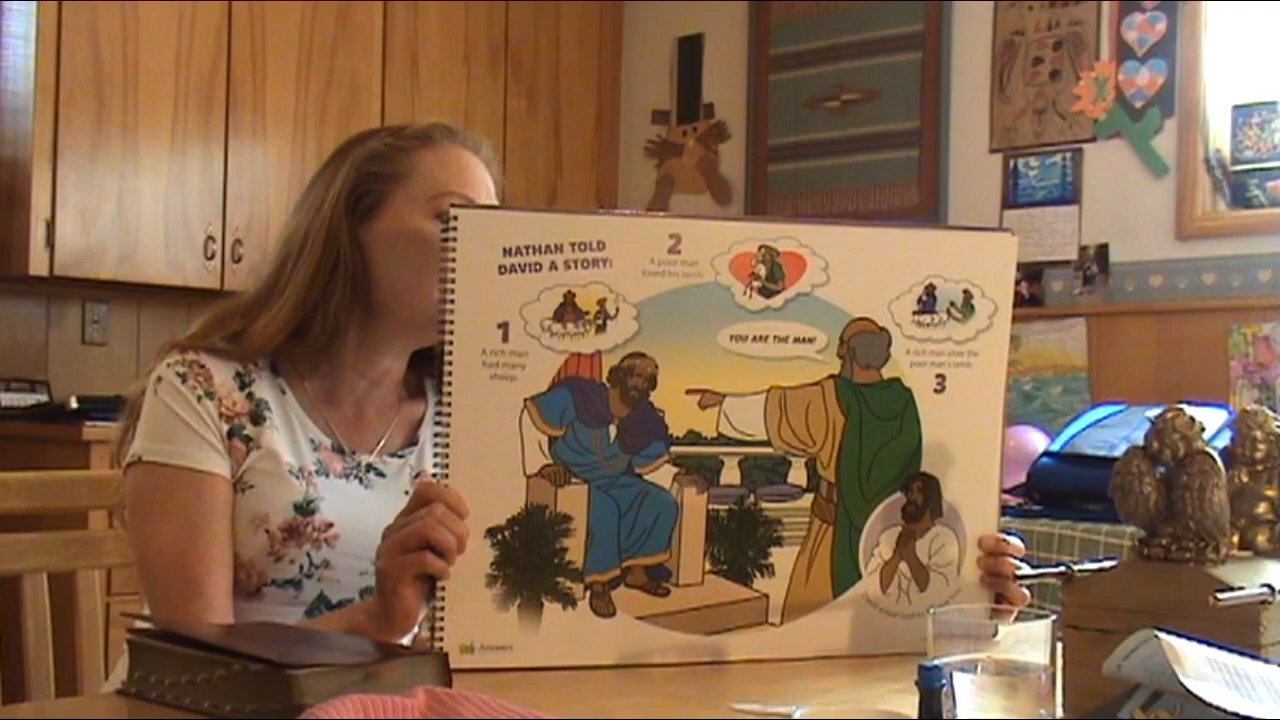 NATHAN TOLD
DAVID A STORY:
1
A rich man
had many
sheep.
2
A poor man
loved his lamb.
YOU ARE THE MAN!
A rich man stole the
poor man's lamb.
3
Answers